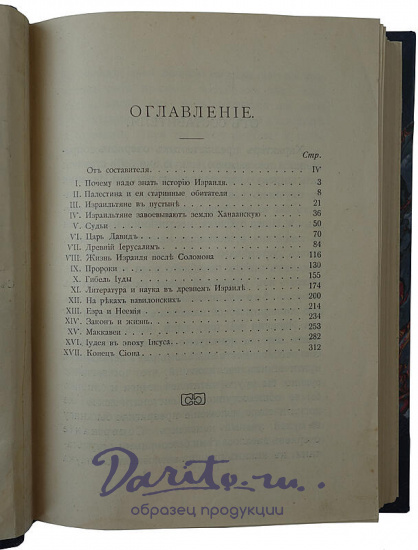 ОГЛАВЛЕНІЕ.
Стр.
Отъ составителя IV
I. Почему надо знать исторію Израиля. 3
II. Палестина и ея старинные обитатели 8
III. Израильтяне въ пустынѣ 21
IV. Израильтяне завоевываютъ землю Ханаанскую 36
V. Судьи 50
VI. Царь Давидъ 70
VII. Древній Іерусалимъ 84
VIII. Жизнь Израиля послѣ Соломона 116
IX. Пророки 130
X. Гибель Іуды 155
XI. Литература и наука въ древнемъ Израилѣ 174
XII. На рѣкахъ вавилонскихъ 200
XIII. Езра и Неемія 214
XIV. Законъ и жизнь 234
XV. Маккавеи 253
XVI. Іудея въ эпоху Іисуса 282
XVII. Конецъ Сіона 312
Darito.ru
образец продукции